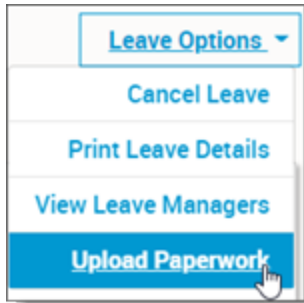 Leave Options
Cancel Leave
Print Leave Details
View Leave Managers
Upload Paperwork